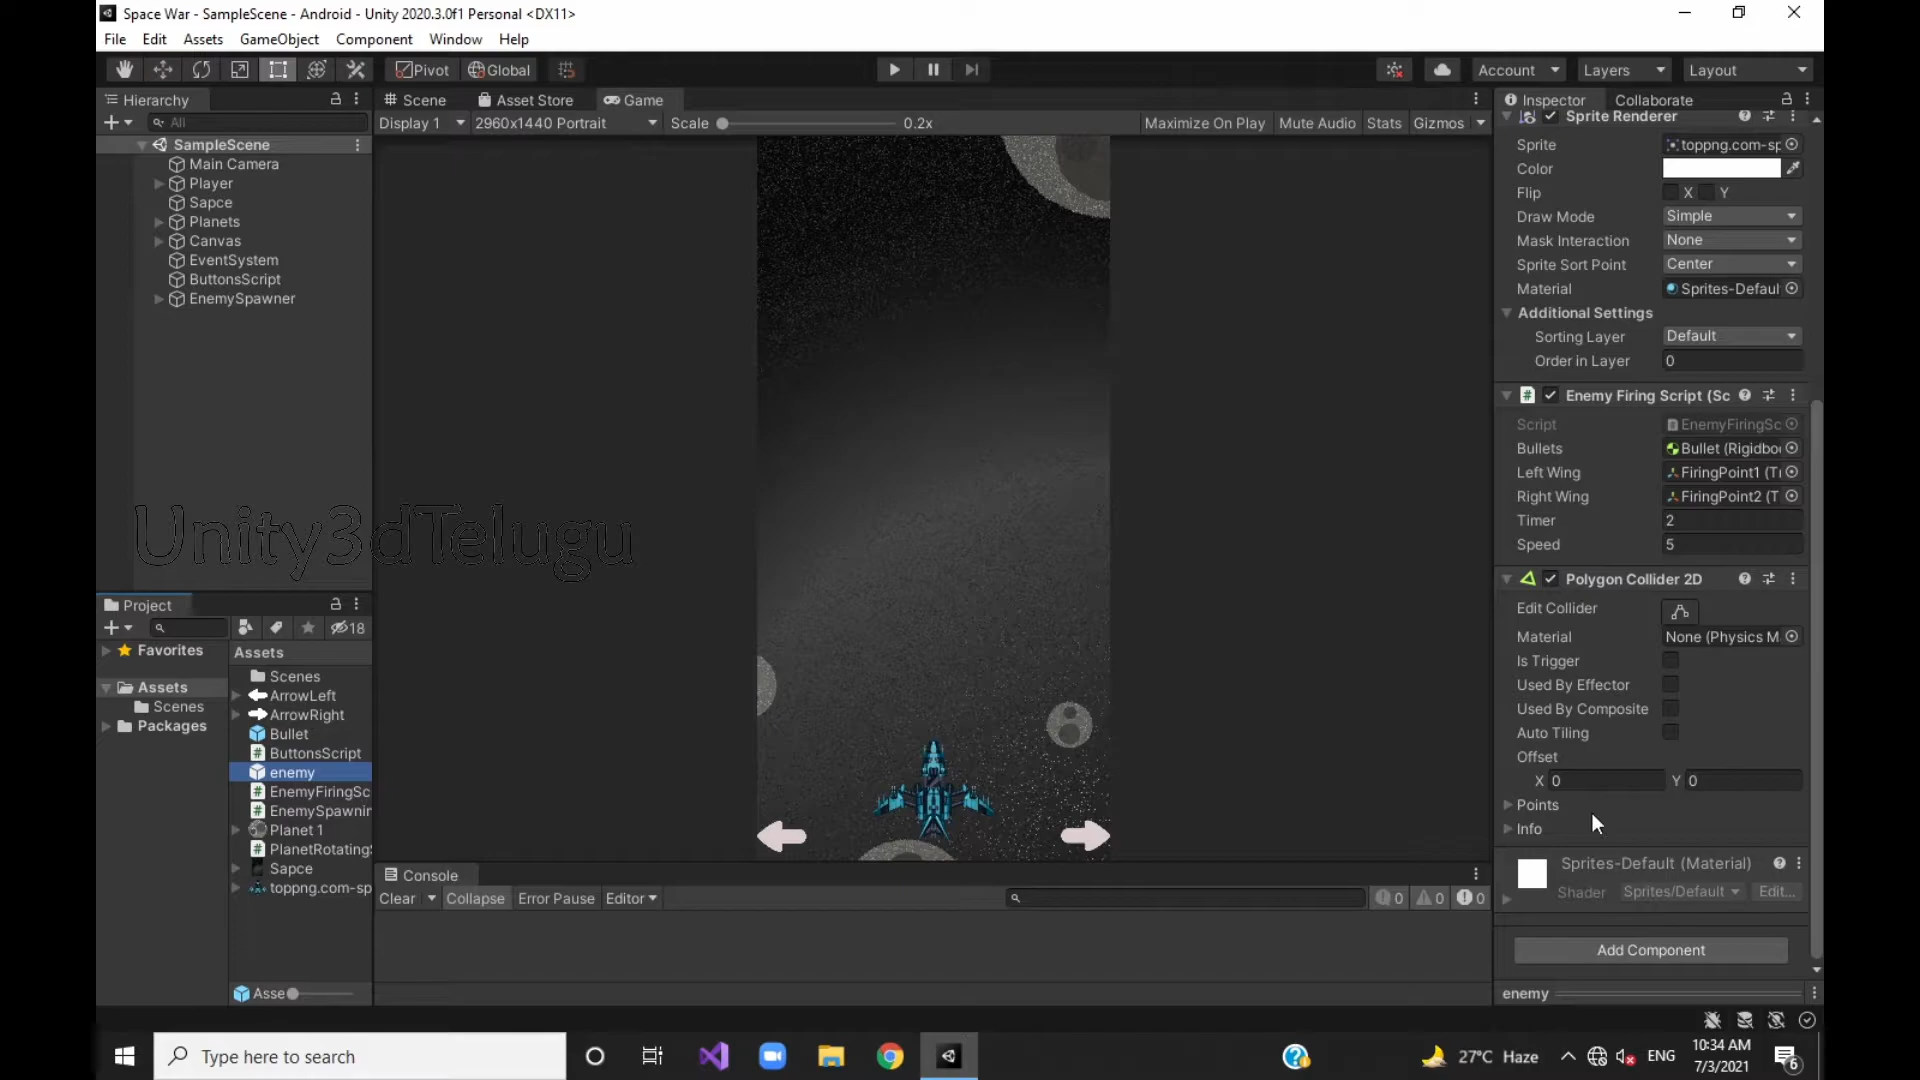 Space War - SampleScene - Android - Unity 2020.3.0f1 Personal <DX11>
File Edit Assets GameObject Component Window Help
Pivot Global Account Layers Layout
Hierarchy
All
SampleScene
Main Camera
Player
Sapce
Planets
Canvas
EventSystem
ButtonsScript
EnemySpawner
Scene Asset Store Game
Display 1 2960x1440 Portrait Scale 0.2x Maximize On Play Mute Audio Stats Gizmos
Unity3dTelugu
Project
18
Favorites
Assets
Scenes
Packages
Assets
Scenes
ArrowLeft
ArrowRight
Bullet
ButtonsScript
enemy
EnemyFiringSc
EnemySpawnin
Planet 1
PlanetRotatingS
Sapce
toppng.com-sp
Asse
Console
Clear Collapse Error Pause Editor 0 0 0
Inspector Collaborate
Sprite Renderer
Sprite toppng.com-sp
Color
Flip X Y
Draw Mode Simple
Mask Interaction None
Sprite Sort Point Center
Material Sprites-Defaul
Additional Settings
Sorting Layer Default
Order in Layer 0
Enemy Firing Script (Sc
Script EnemyFiringSc
Bullets Bullet (Rigidbo
Left Wing FiringPoint1 (T
Right Wing FiringPoint2 (T
Timer 2
Speed 5
Polygon Collider 2D
Edit Collider
Material None (Physics M
Is Trigger
Used By Effector
Used By Composite
Auto Tiling
Offset
X 0 Y 0
Points
Info
Sprites-Default (Material)
Shader Sprites/Default Edit...
Add Component
enemy
Type here to search
27°C Haze ENG 10:34 AM
7/3/2021
6